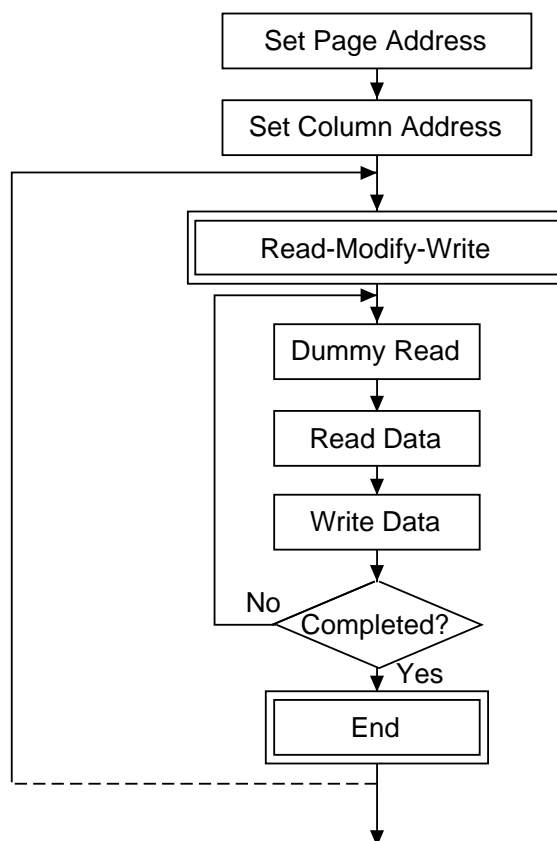 Set Page Address
Set Column Address
Read-Modify-Write
Dummy Read
Read Data
Write Data
No
Completed?
Yes
End